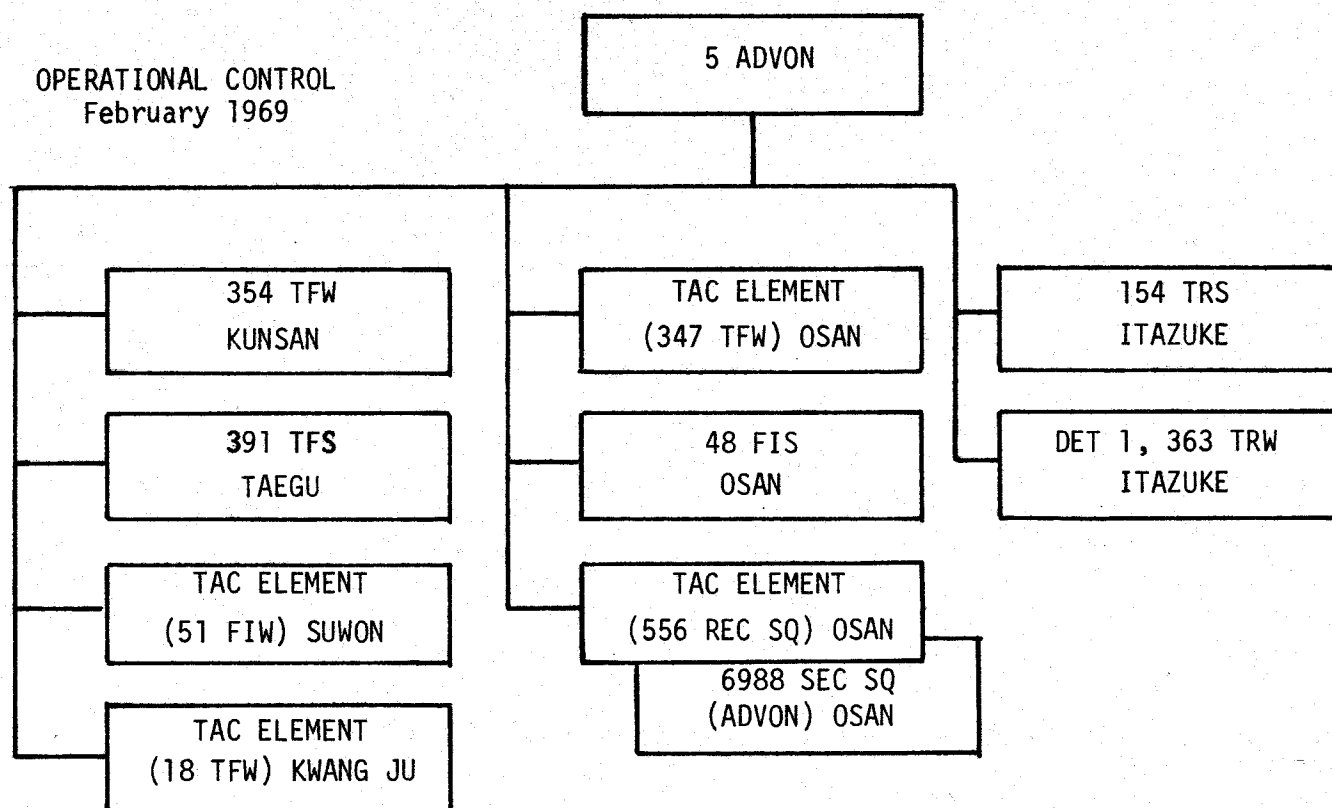 OPERATIONAL CONTROL
February 1969
5 ADVON
354 TFW
KUNSAN
391 TFS
TAEGU
TAC ELEMENT
(51 FIW) SUWON
TAC ELEMENT
(18 TFW) KWANG JU
TAC ELEMENT
(347 TFW) OSAN
48 FIS
OSAN
TAC ELEMENT
(556 REC SQ) OSAN
6988 SEC SQ
(ADVON) OSAN
154 TRS
ITAZUKE
DET 1, 363 TRW
ITAZUKE